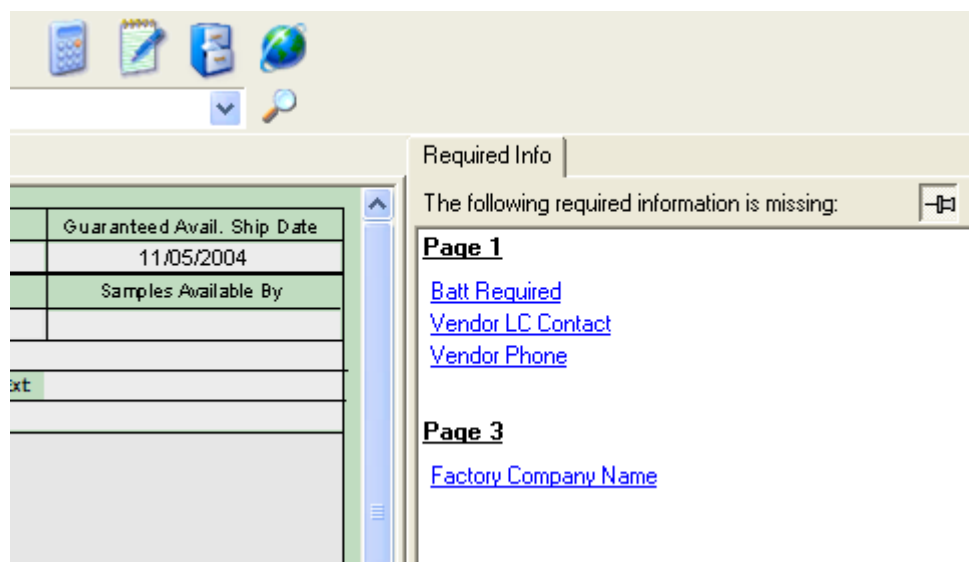 Required Info
The following required information is missing:
Guaranteed Avail. Ship Date
11/05/2004
Samples Available By
Ext
Page 1
Batt Required
Vendor LC Contact
Vendor Phone
Page 3
Factory Company Name